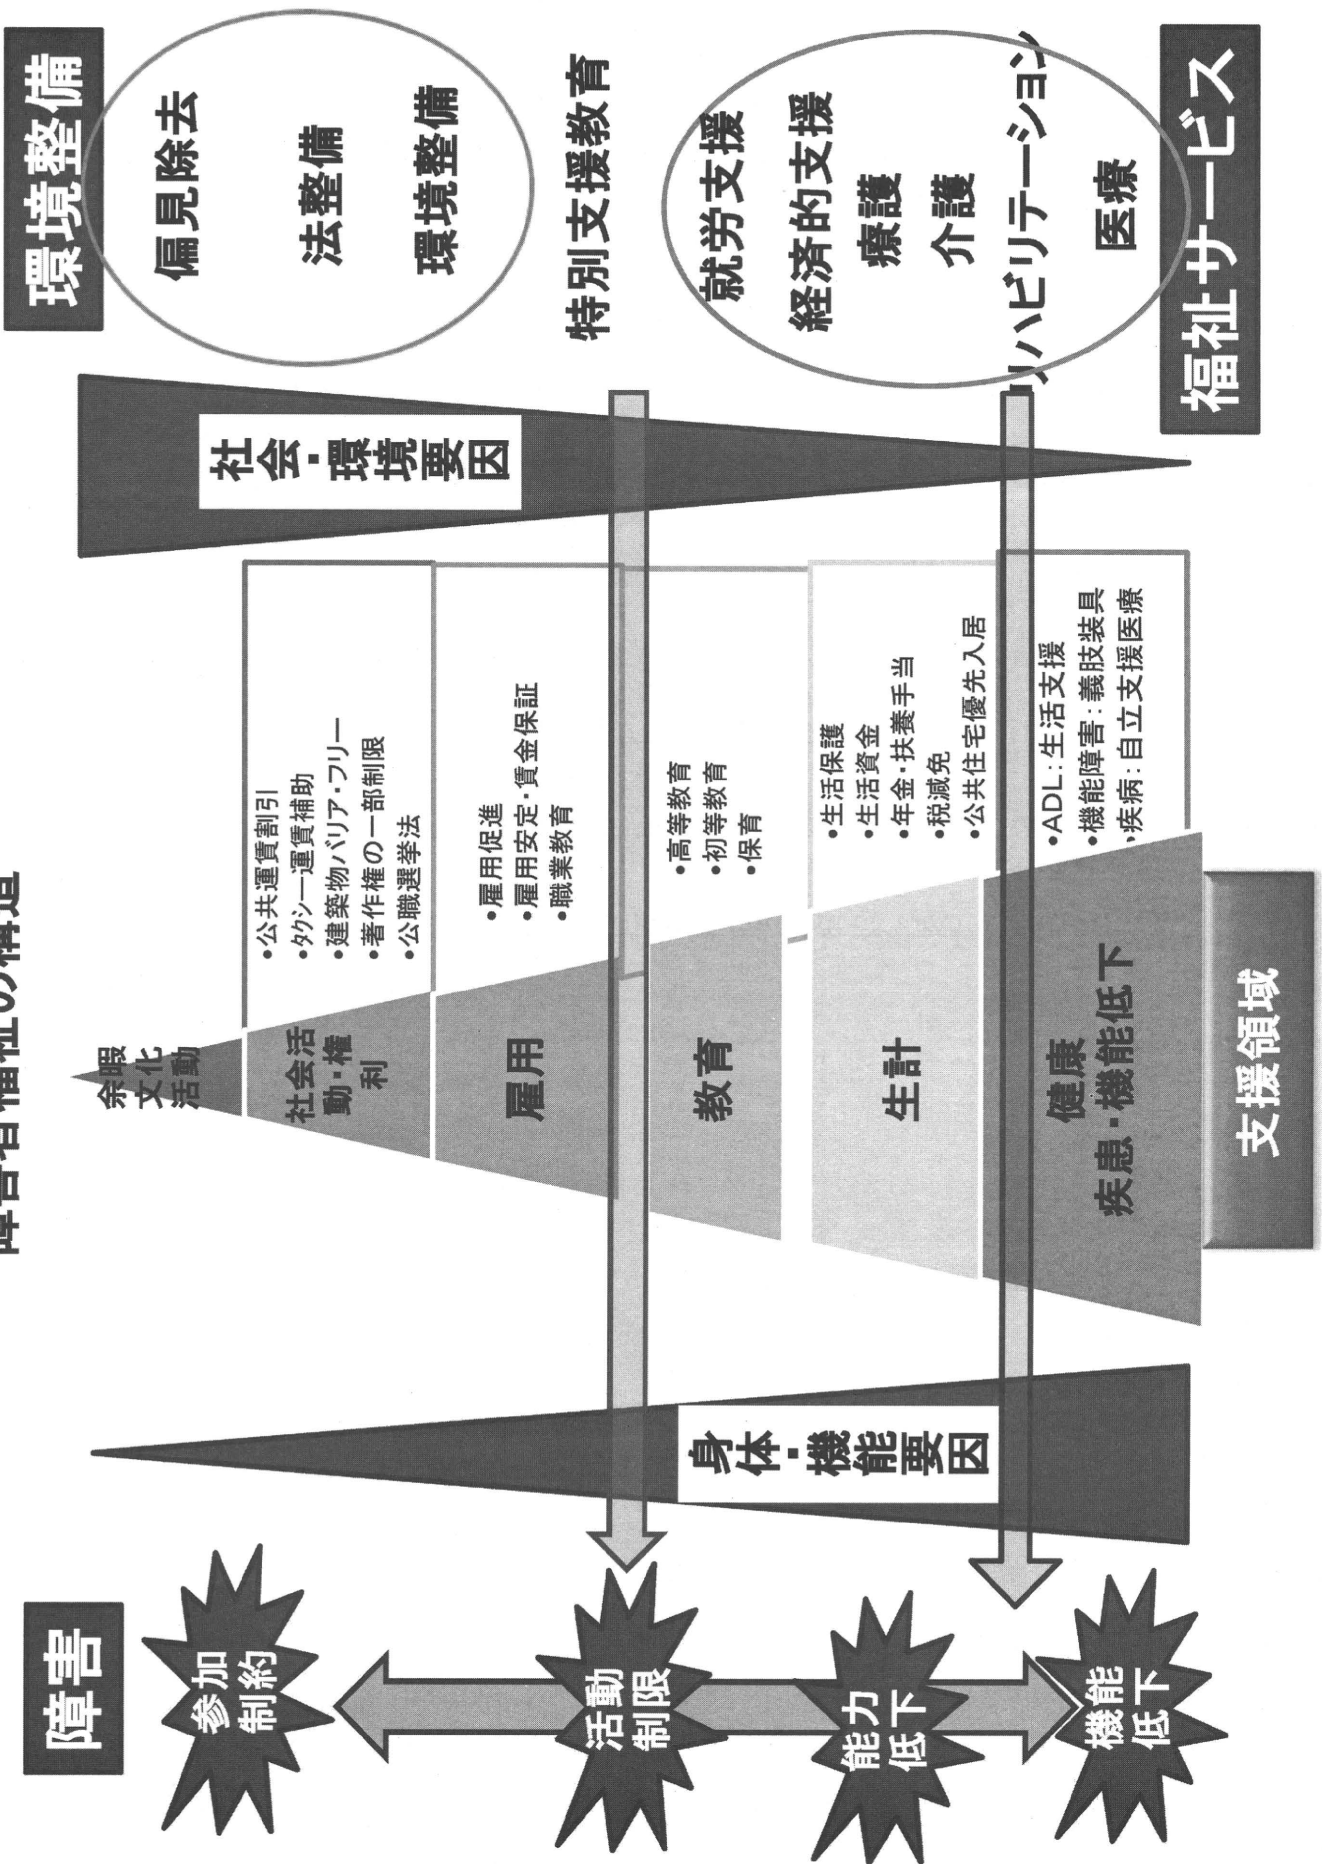 障害者福祉の構造
障害
参加
制約
活動
制限
能力
低下
機能
低下
身体・機能要因
余暇
文化
活動
社会活
動・権
利
雇用
教育
生計
健康
疾患・機能低下
支援領域
•公共運賃割引
•タクシー運賃補助
•建築物バリア・フリー
•著作権の一部制限
•公職選挙法
•雇用促進
•雇用安定・賃金保証
•職業教育
•高等教育
•初等教育
•保育
•生活保護
•生活資金
•年金・扶養手当
•税減免
•公共住宅優先入居
•ADL：生活支援
•機能障害：義肢装具
•疾病：自立支援医療
社会・環境要因
環境整備
偏見除去
法整備
環境整備
特別支援教育
就労支援
経済的支援
療護
介護
リハビリテーション
医療
福祉サービス